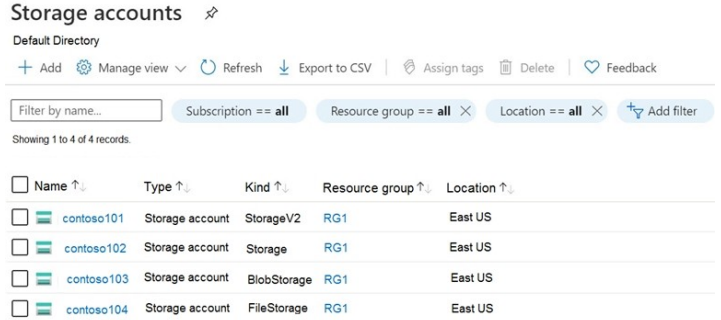 Storage accounts
Default Directory
Add Manage view Refresh Export to CSV Assign tags Delete Feedback
Filter by name... Subscription == all Resource group == all Location == all Add filter
Showing 1 to 4 of 4 records.
Name ↑↓ Type ↑↓ Kind ↑↓ Resource group ↑↓ Location ↑↓
contoso101 Storage account StorageV2 RG1 East US
contoso102 Storage account Storage RG1 East US
contoso103 Storage account BlobStorage RG1 East US
contoso104 Storage account FileStorage RG1 East US